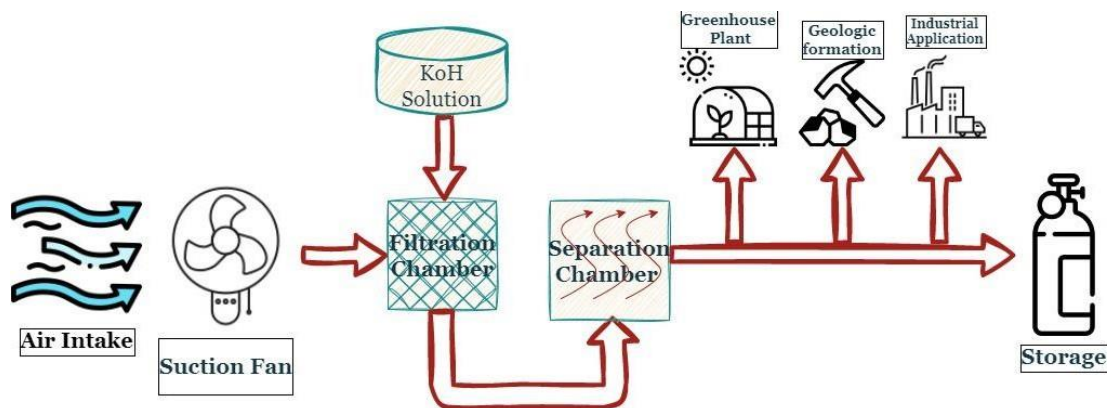 Greenhouse
Plant
Geologic
formation
Industrial
Application
KoH
Solution
Filtration
Chamber
Separation
Chamber
Air Intake
Suction Fan
Storage